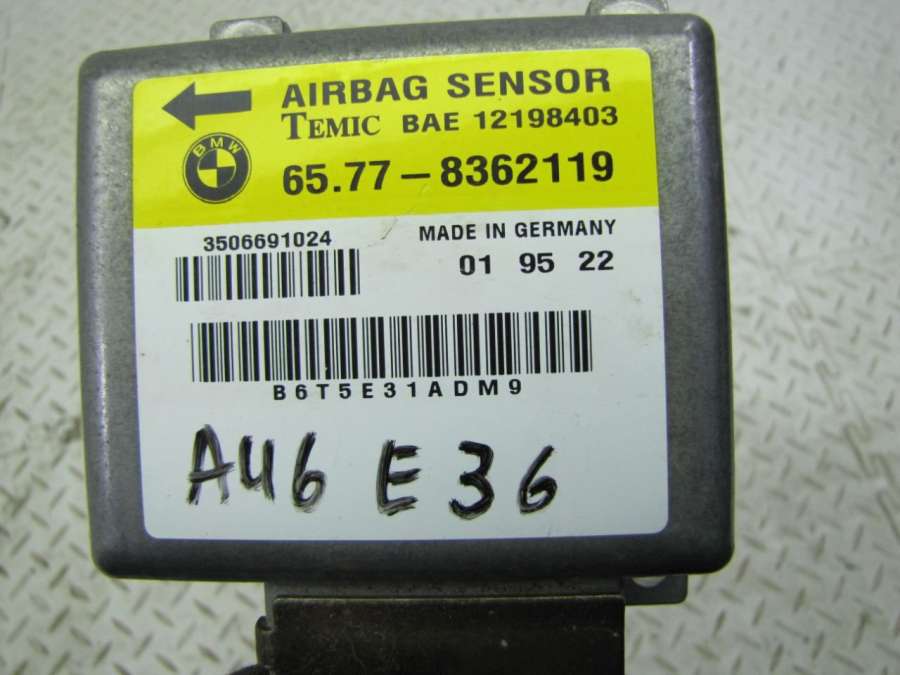 AIRBAG SENSOR
TEMIC BAE 12198403
BMW
65.77-8362119
3506691024
MADE IN GERMANY
01 95 22
B6T5E31ADM9
A46 E36